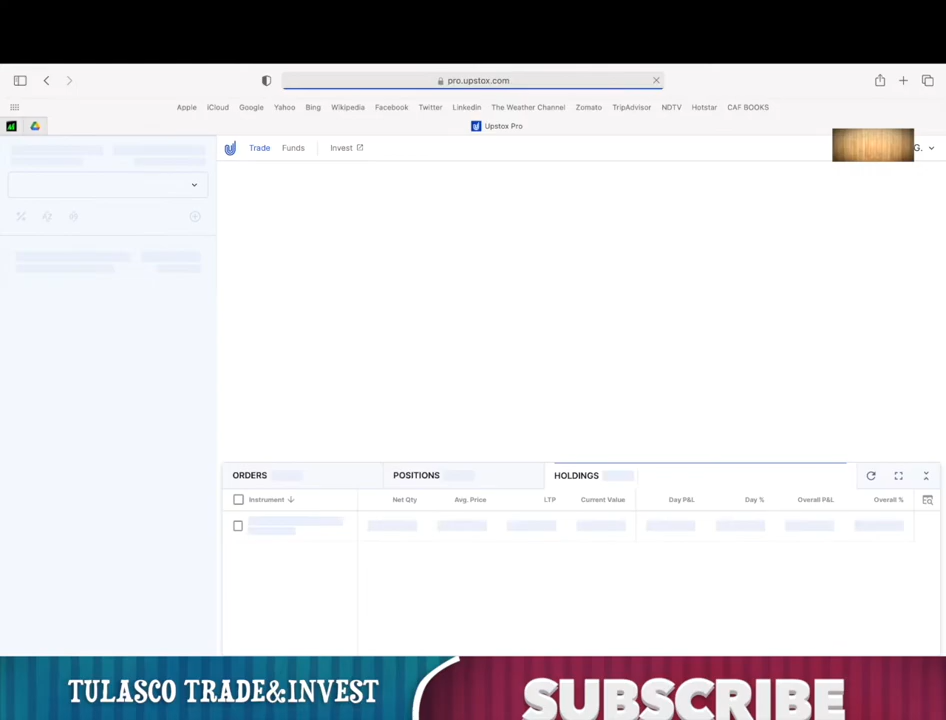 pro.upstox.com
Apple iCloud Google Yahoo Bing Wikipedia Facebook Twitter LinkedIn The Weather Channel Zomato TripAdvisor NDTV Hotstar CAF BOOKS
Upstox Pro
Trade Funds Invest G.
ORDERS POSITIONS HOLDINGS
Instrument Net Qty Avg. Price LTP Current Value Day P&L Day % Overall P&L Overall %
TULASCO TRADE&INVEST
SUBSCRIBE